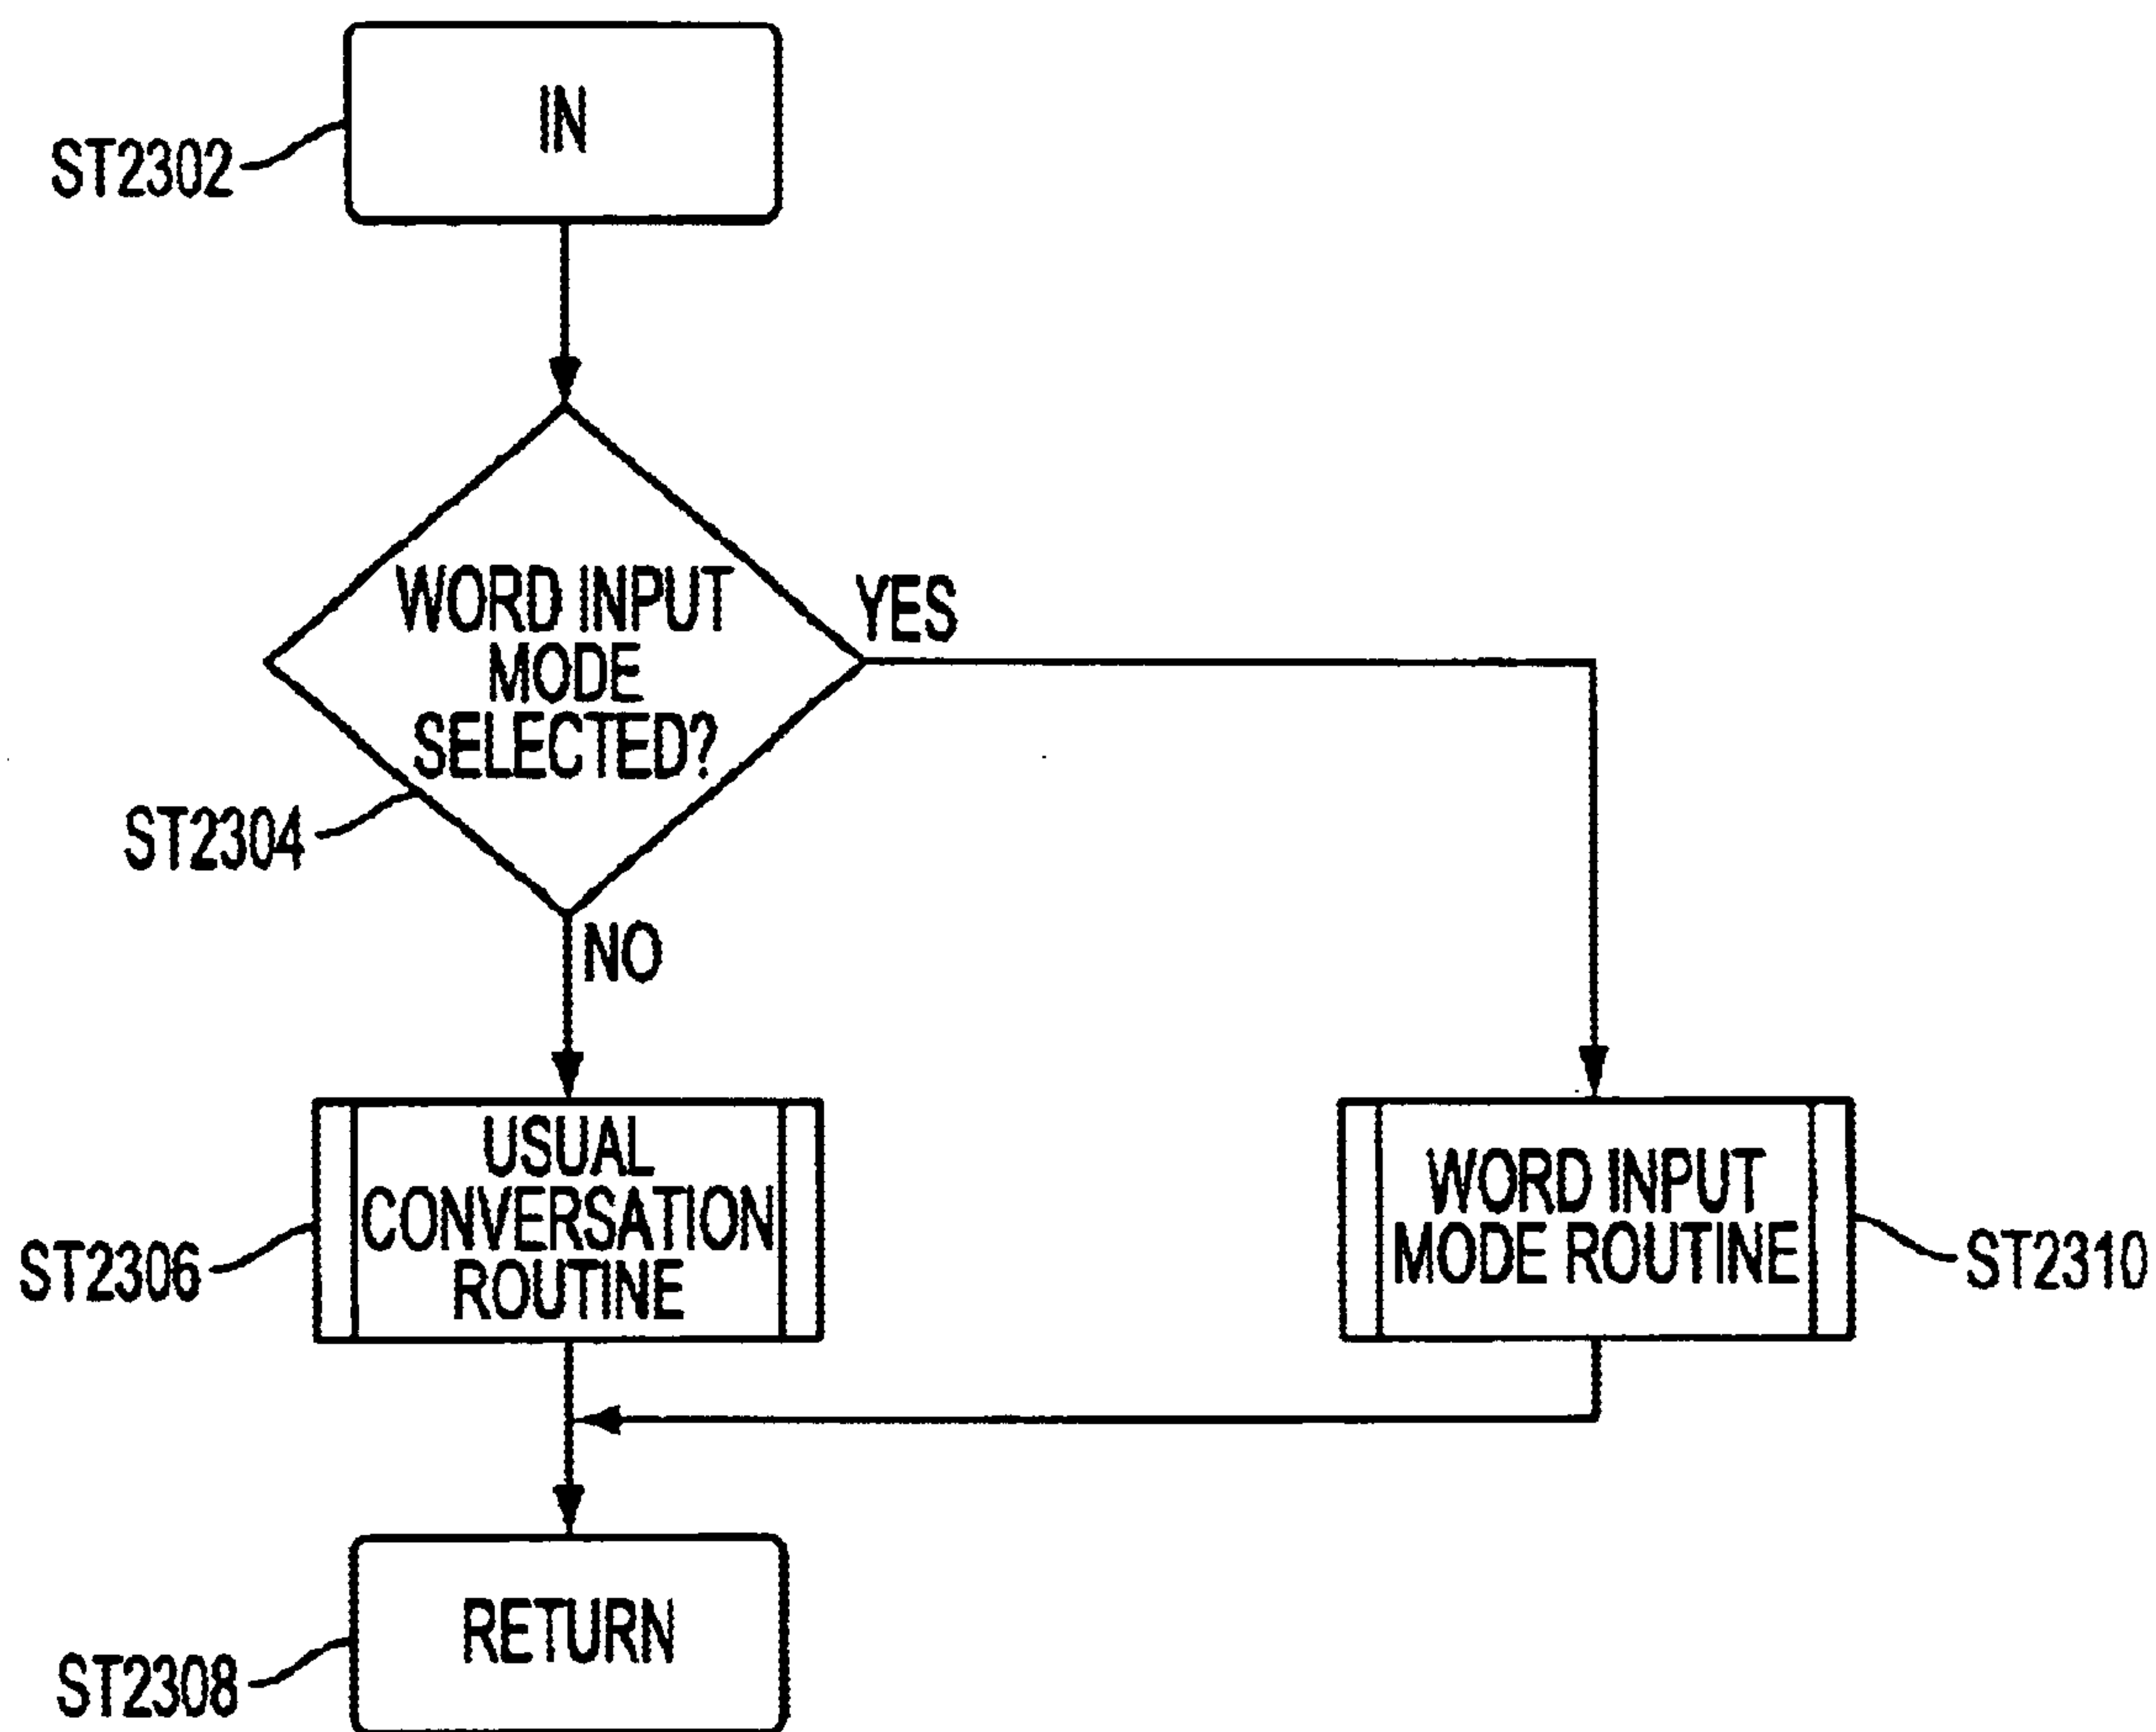 IN
ST2302
WORD INPUT
MODE
SELECTED?
YES
ST2304
NO
USUAL
CONVERSATION
ROUTINE
ST2306
WORD INPUT
MODE ROUTINE
ST2310
RETURN
ST2308